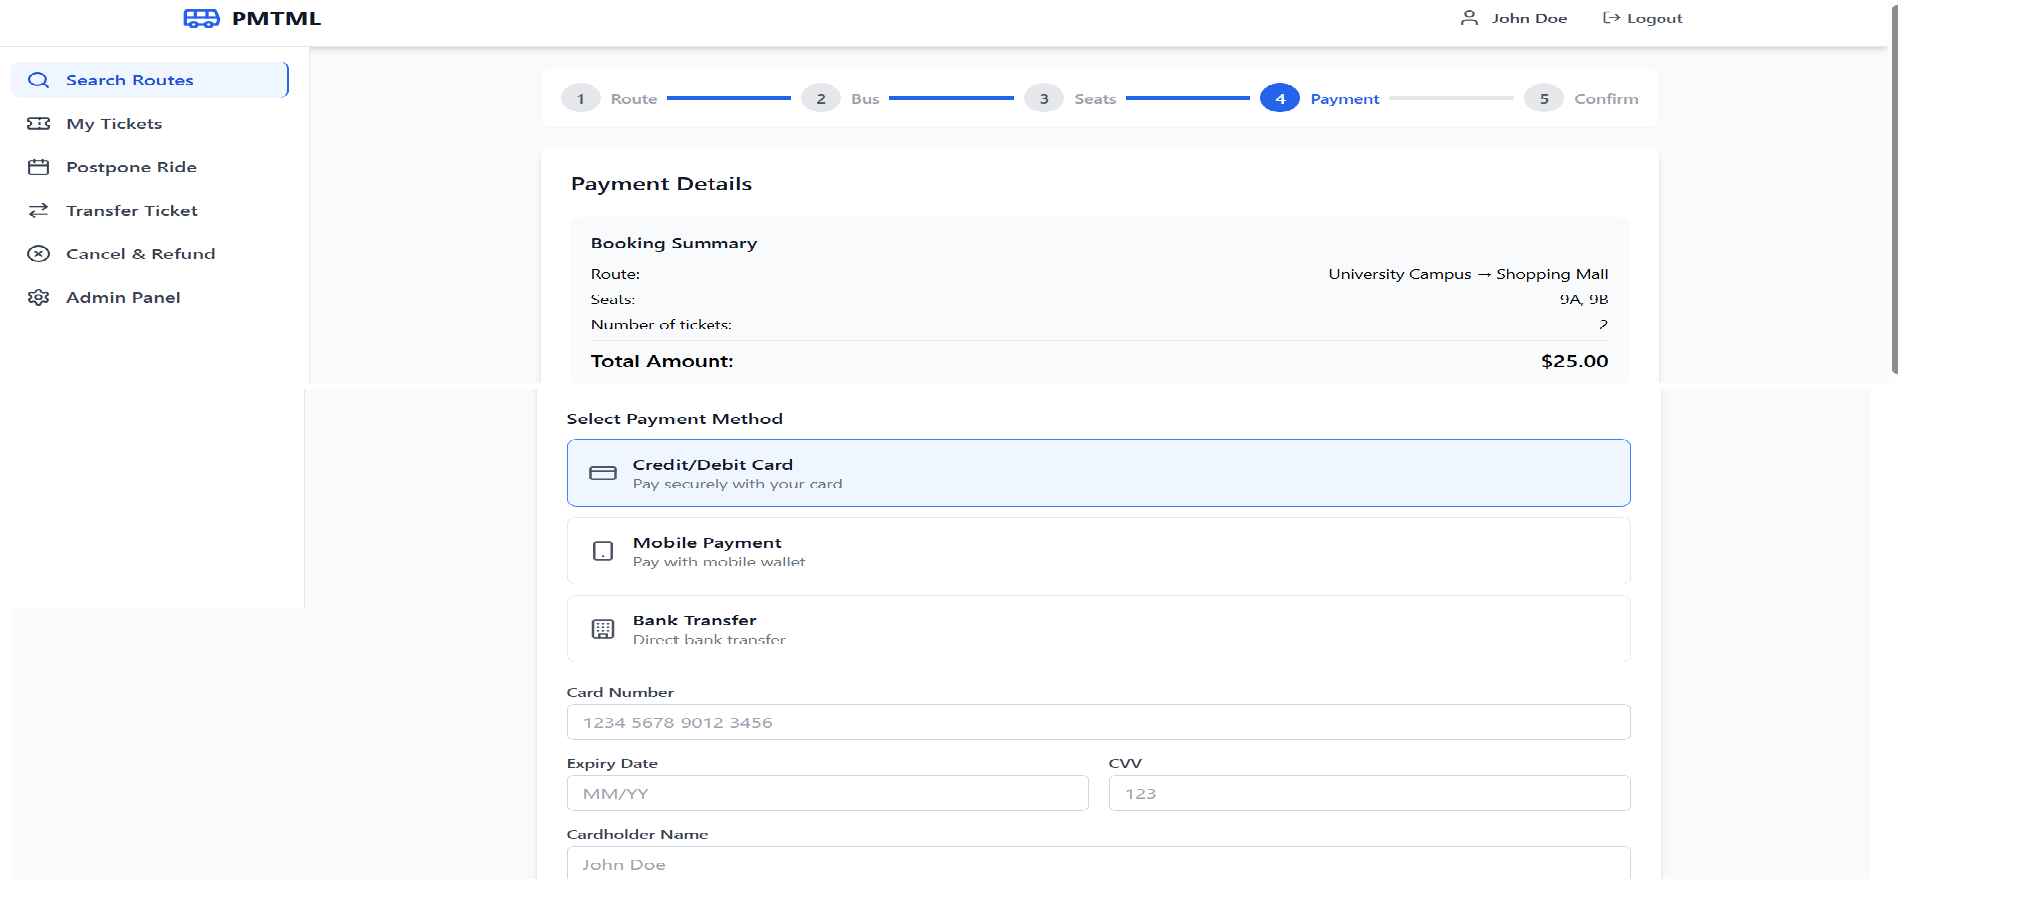 PMTML
John Doe
Logout
Search Routes
My Tickets
Postpone Ride
Transfer Ticket
Cancel & Refund
Admin Panel
1 Route 2 Bus 3 Seats 4 Payment 5 Confirm
Payment Details
Booking Summary
Route: University Campus → Shopping Mall
Seats: 9A, 9B
Number of tickets: 2
Total Amount: $25.00
Select Payment Method
Credit/Debit Card
Pay securely with your card
Mobile Payment
Pay with mobile wallet
Bank Transfer
Direct bank transfer
Card Number
1234 5678 9012 3456
Expiry Date CVV
MM/YY 123
Cardholder Name
John Doe